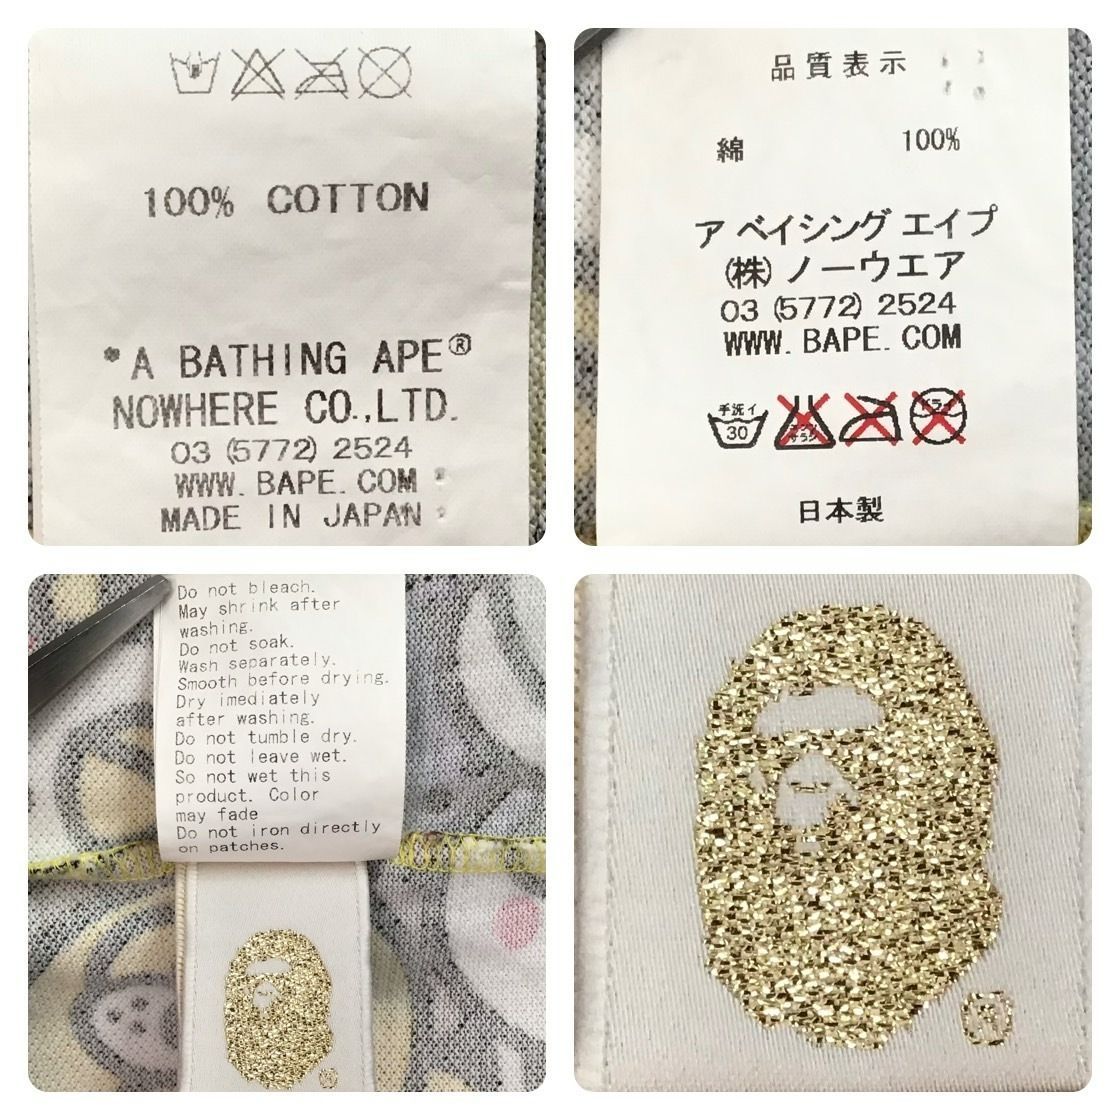 100% COTTON
*A BATHING APE®
NOWHERE CO.,LTD.
03 (5772) 2524
WWW. BAPE. COM
MADE IN JAPAN
品質表示
綿 100%
ア ベイシング エイプ
(株) ノーウエア
03 (5772) 2524
WWW. BAPE. COM
手洗イ
30
日本製
Do not bleach.
May shrink after
washing.
Do not soak.
Wash separately.
Smooth before drying.
Dry imediately
after washing.
Do not tumble dry.
Do not leave wet.
So not wet this
product. Color
may fade
Do not iron directly
on patches.
®
®